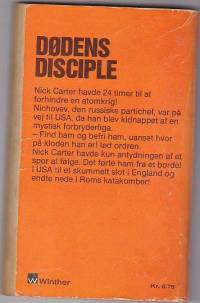 DØDENS
DISCIPLE
Nick Carter havde 24 timer til at
forhindre en atomkrig!
Nichovev, den russiske partichef, var på
vej til USA, da han blev kidnappet af en
mystisk forbryderliga.
– Find ham og befri ham, uanset hvor
på kloden han er! lød ordren.
Nick Carter havde kun antydningen af et
spor at følge. Det førte ham fra et bordel
i USA til et skummelt slot i England og
endte nede i Roms katakomber!
Winther
Kr. 6.75